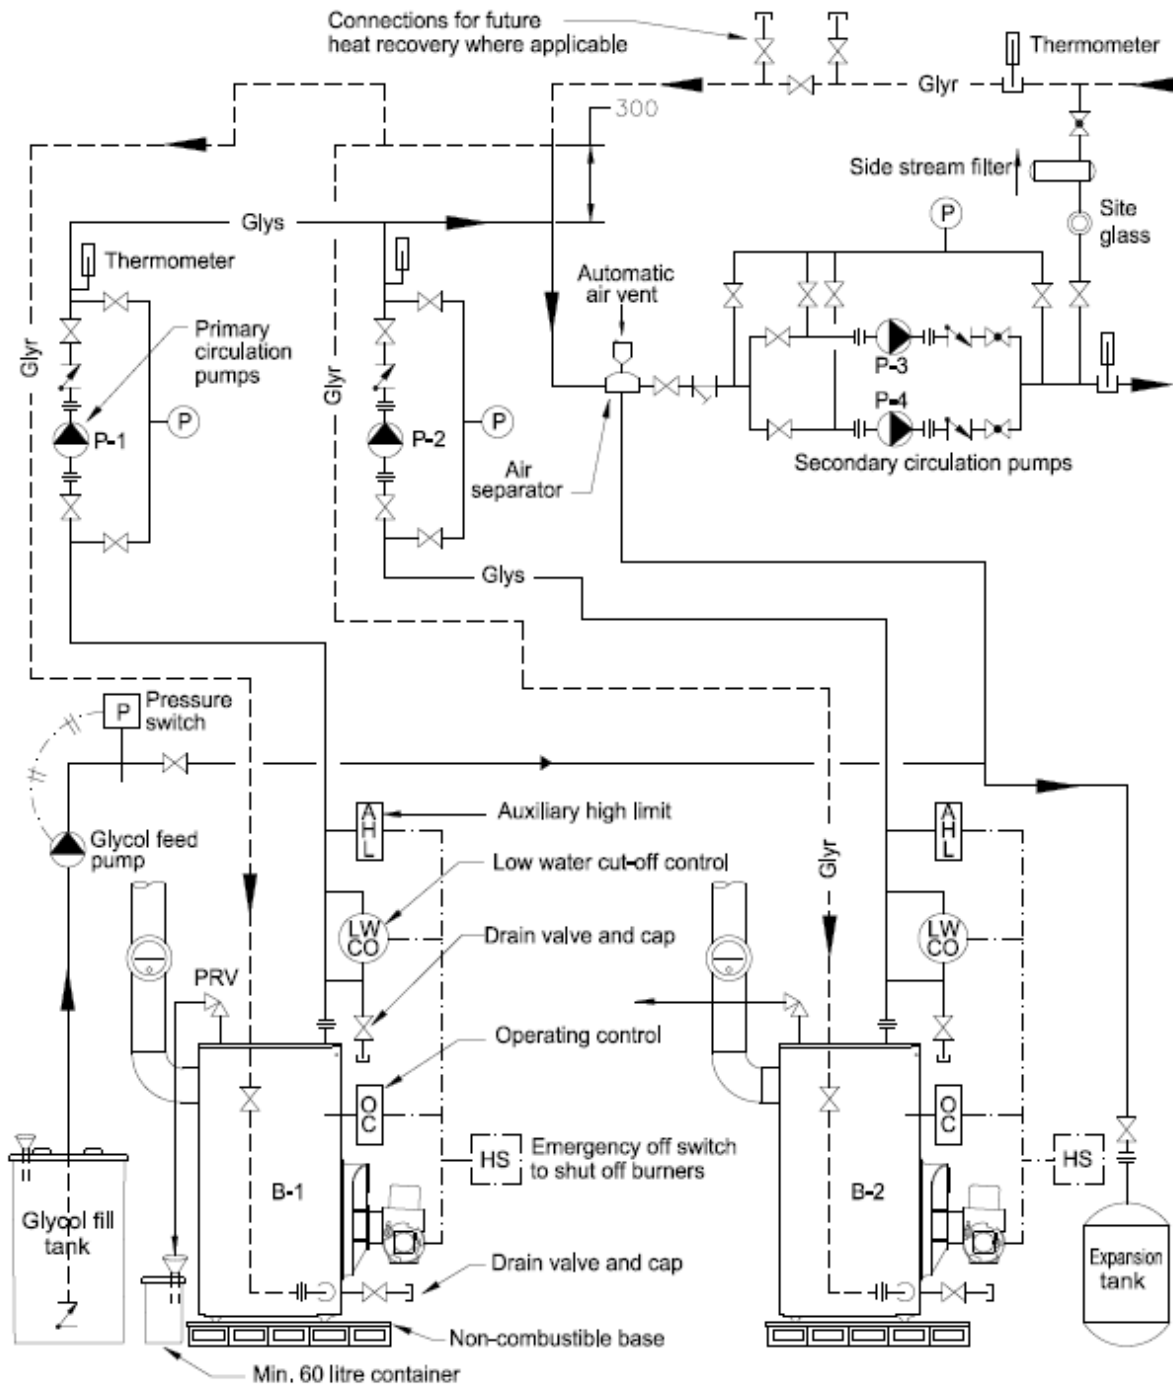 Connections for future
heat recovery where applicable
Thermometer
Glyr
300
Side stream filter
Glys
P
Site
glass
Thermometer
Automatic
air vent
Primary
circulation
pumps
Glyr
Glyr
P-3
P-1
P
P-2
P
P-4
Air
separator
Secondary circulation pumps
Glys
P
Pressure
switch
AHL
Auxiliary high limit
AHL
Glycol feed
pump
Low water cut-off control
Glyr
LW
CO
Drain valve and cap
LW
CO
PRV
Operating control
OC
OC
HS
Emergency off switch
to shut off burners
HS
B-1
B-2
Glycol fill
tank
Drain valve and cap
Expansion
tank
Non-combustible base
Min. 60 litre container